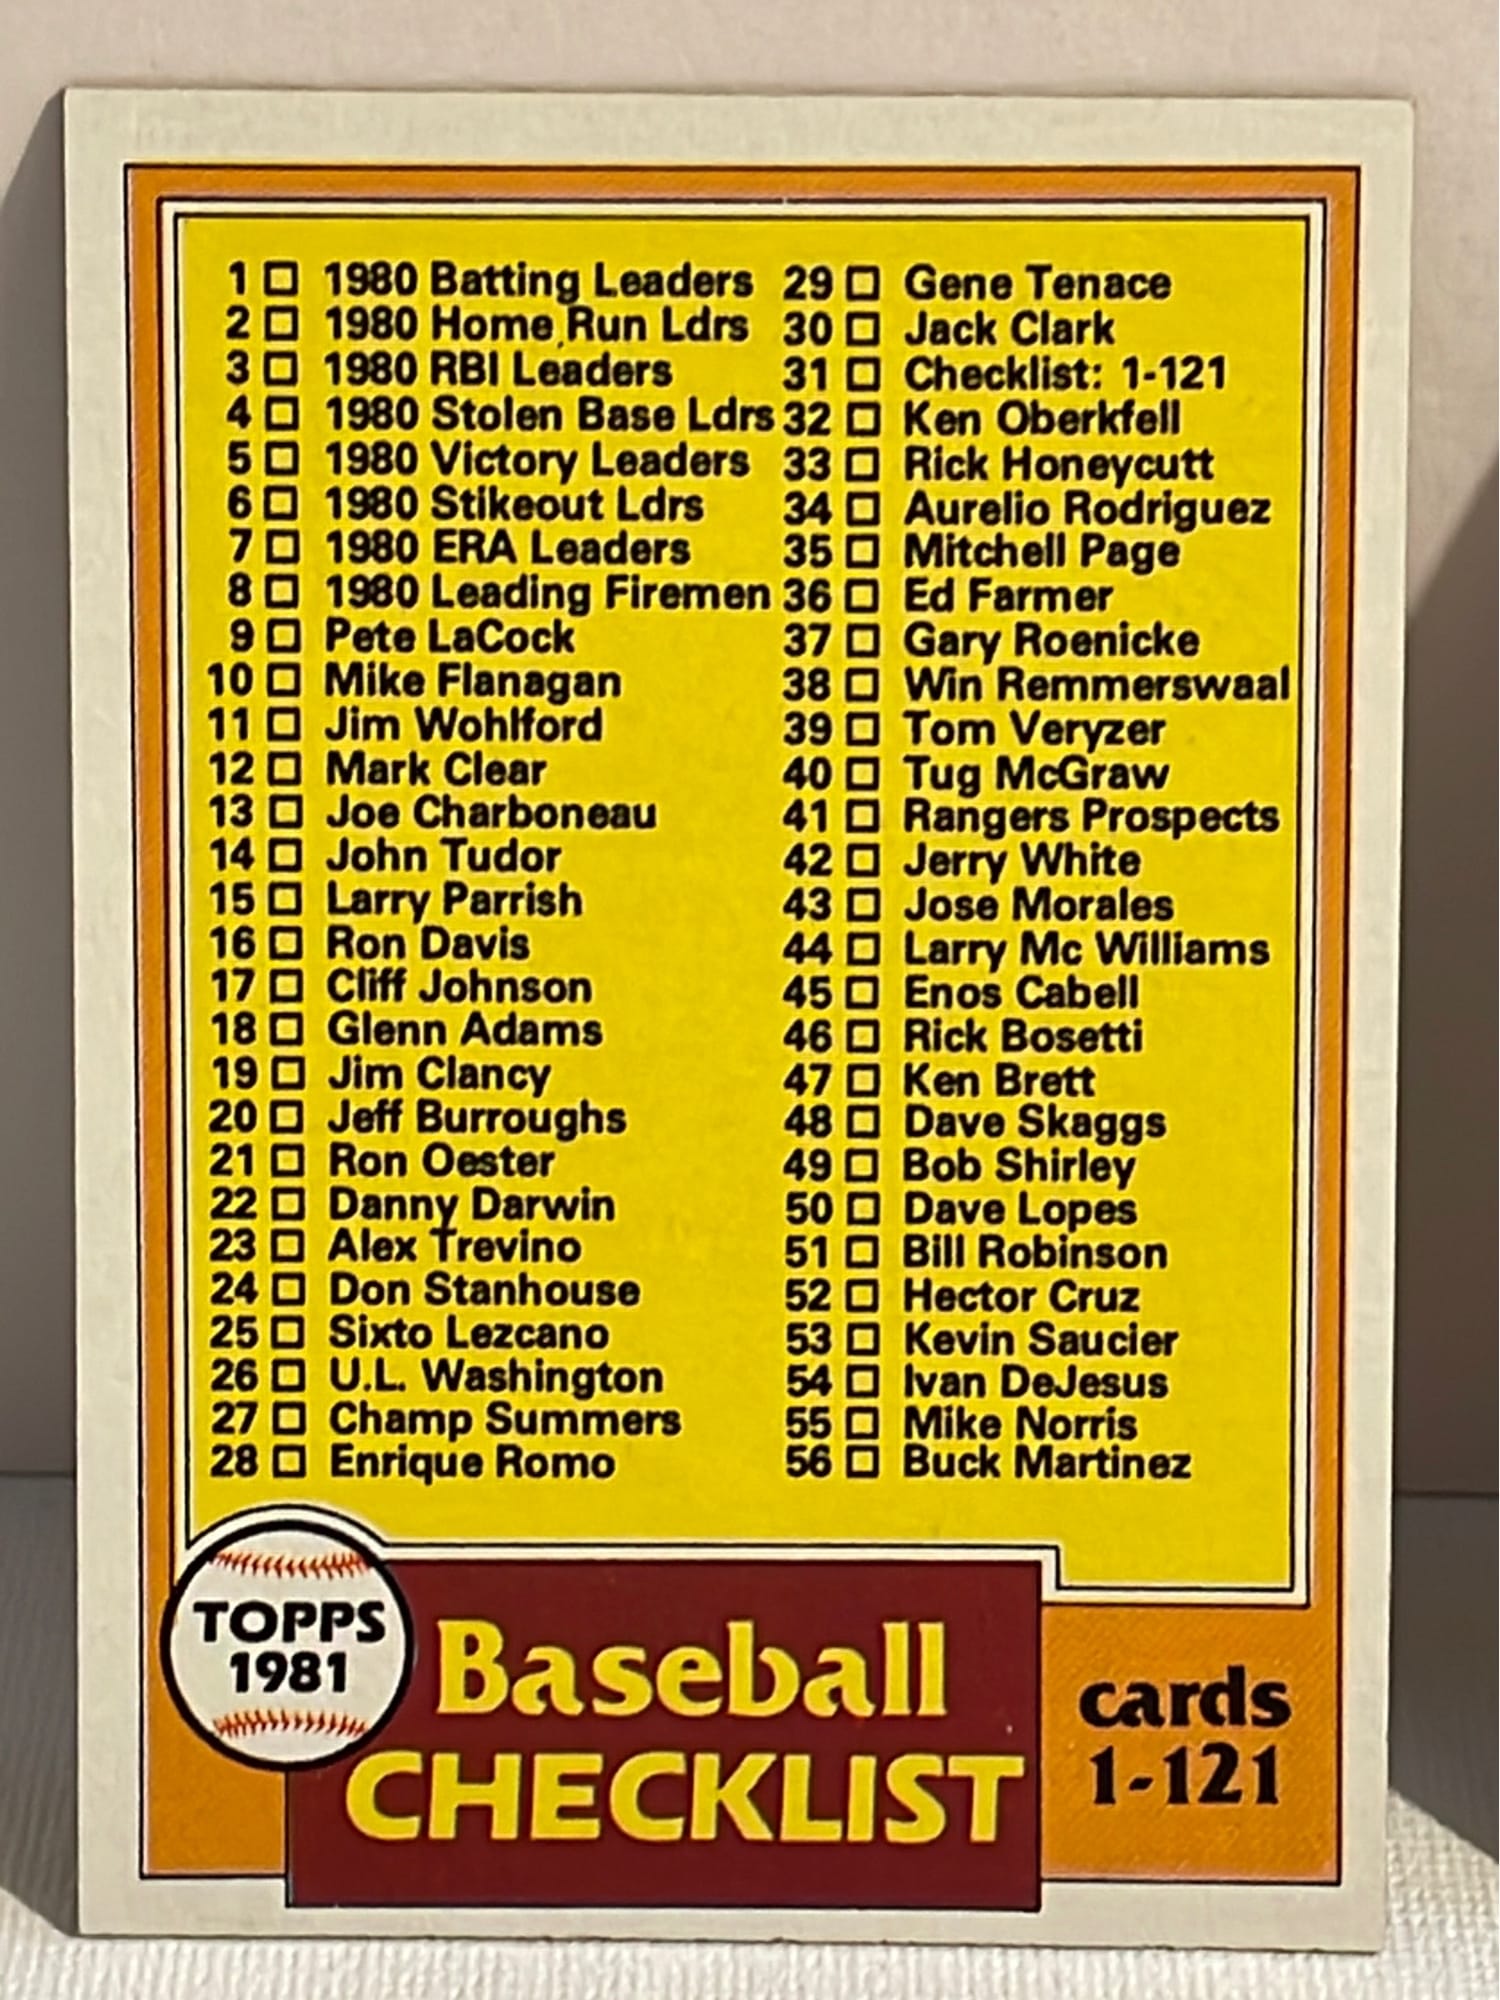 1 1980 Batting Leaders
2 1980 Home Run Ldrs
3 1980 RBI Leaders
4 1980 Stolen Base Ldrs
5 1980 Victory Leaders
6 1980 Stikeout Ldrs
7 1980 ERA Leaders
8 1980 Leading Firemen
9 Pete LaCock
10 Mike Flanagan
11 Jim Wohlford
12 Mark Clear
13 Joe Charboneau
14 John Tudor
15 Larry Parrish
16 Ron Davis
17 Cliff Johnson
18 Glenn Adams
19 Jim Clancy
20 Jeff Burroughs
21 Ron Oester
22 Danny Darwin
23 Alex Trevino
24 Don Stanhouse
25 Sixto Lezcano
26 U.L. Washington
27 Champ Summers
28 Enrique Romo
29 Gene Tenace
30 Jack Clark
31 Checklist: 1-121
32 Ken Oberkfell
33 Rick Honeycutt
34 Aurelio Rodriguez
35 Mitchell Page
36 Ed Farmer
37 Gary Roenicke
38 Win Remmerswaal
39 Tom Veryzer
40 Tug McGraw
41 Rangers Prospects
42 Jerry White
43 Jose Morales
44 Larry Mc Williams
45 Enos Cabell
46 Rick Bosetti
47 Ken Brett
48 Dave Skaggs
49 Bob Shirley
50 Dave Lopes
51 Bill Robinson
52 Hector Cruz
53 Kevin Saucier
54 Ivan DeJesus
55 Mike Norris
56 Buck Martinez
TOPPS
1981
Baseball
CHECKLIST
cards
1-121